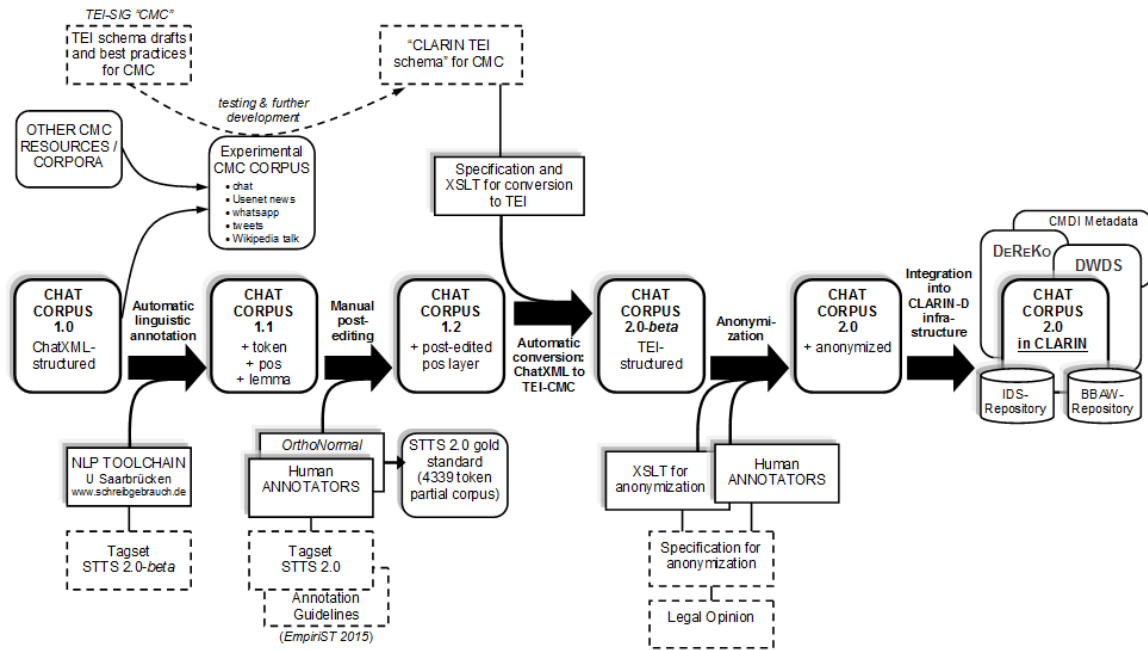 TEI-SIG "CMC"
TEI schema drafts
and best practices
for CMC
"CLARIN TEI
schema" for CMC
testing & further
development
OTHER CMC
RESOURCES /
CORPORA
Experimental
CMC CORPUS
• chat
• Usenet news
• whatsapp
• tweets
• Wikipedia talk
Specification and
XSLT for conversion
to TEI
CMDI Metadata
DEREKO
DWDS
CHAT
CORPUS
1.0
ChatXML-
structured
Automatic
linguistic
annotation
CHAT
CORPUS
1.1
+ token
+ pos
+ lemma
Manual
post-
editing
CHAT
CORPUS
1.2
+ post-edited
pos layer
Automatic
conversion:
ChatXML to
TEI-CMC
CHAT
CORPUS
2.0-beta
TEI-
structured
Anonymi-
zation
CHAT
CORPUS
2.0
+ anonymized
Integration
into
CLARIN-D
infra-
structure
CHAT
CORPUS
2.0
in CLARIN
IDS-
Repository
BBAW-
Repository
NLP TOOLCHAIN
U Saarbrücken
www.schreibgebrauch.de
Tagset
STTS 2.0-beta
OrthoNormal
Human
ANNOTATORS
STTS 2.0 gold
standard
(4339 token
partial corpus)
Tagset
STTS 2.0
Annotation
Guidelines
(EmpiriST 2015)
XSLT for
anonymization
Human
ANNOTATORS
Specification for
anonymization
Legal Opinion